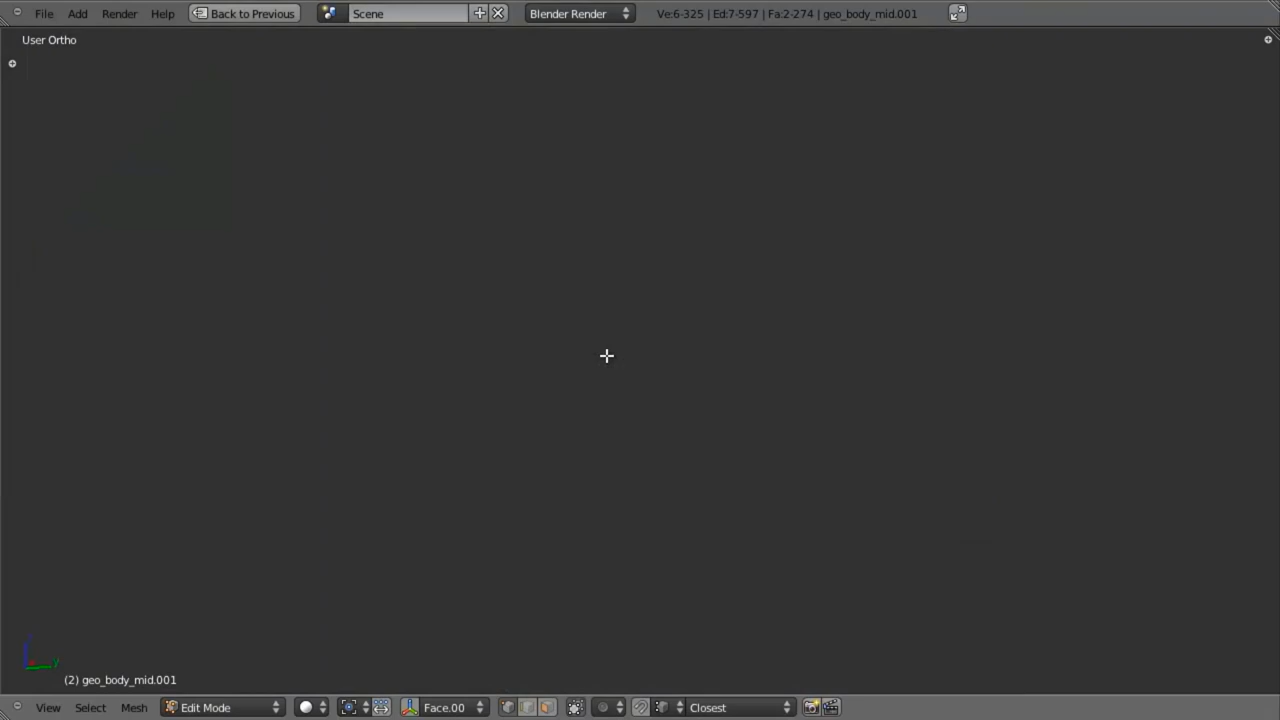 File Add Render Help Back to Previous Scene Blender Render Ve:6-325 | Ed:7-597 | Fa:2-274 | geo_body_mid.001
User Ortho
(2) geo_body_mid.001
View Select Mesh Edit Mode Face.00 Closest